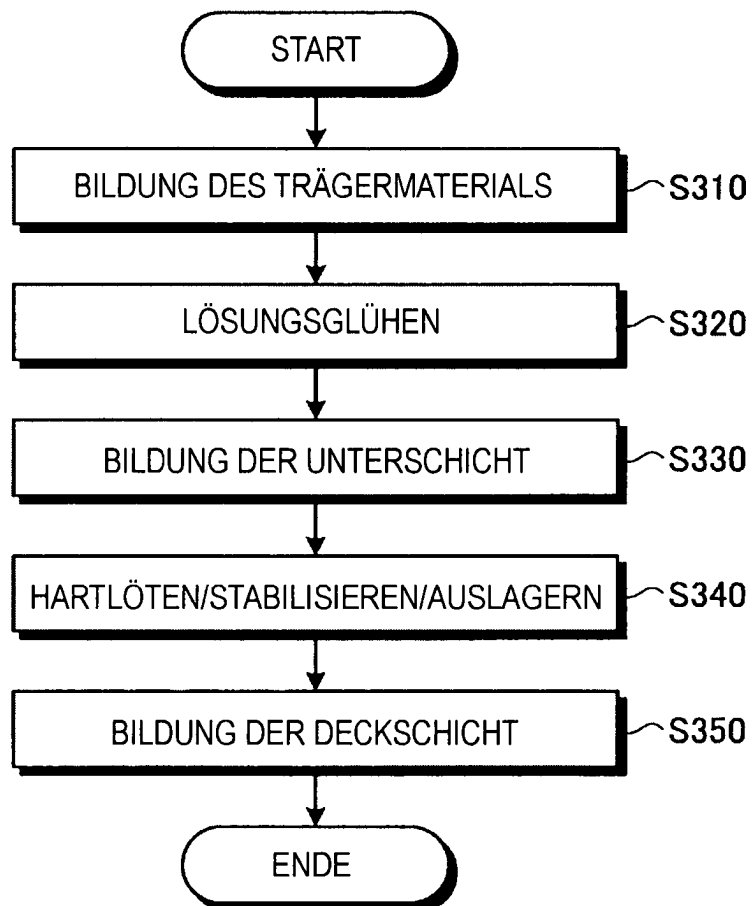 START
BILDUNG DES TRÄGERMATERIALS S310
LÖSUNGSGLÜHEN S320
BILDUNG DER UNTERSCHICHT S330
HARTLÖTEN/STABILISIEREN/AUSLAGERN S340
BILDUNG DER DECKSCHICHT S350
ENDE